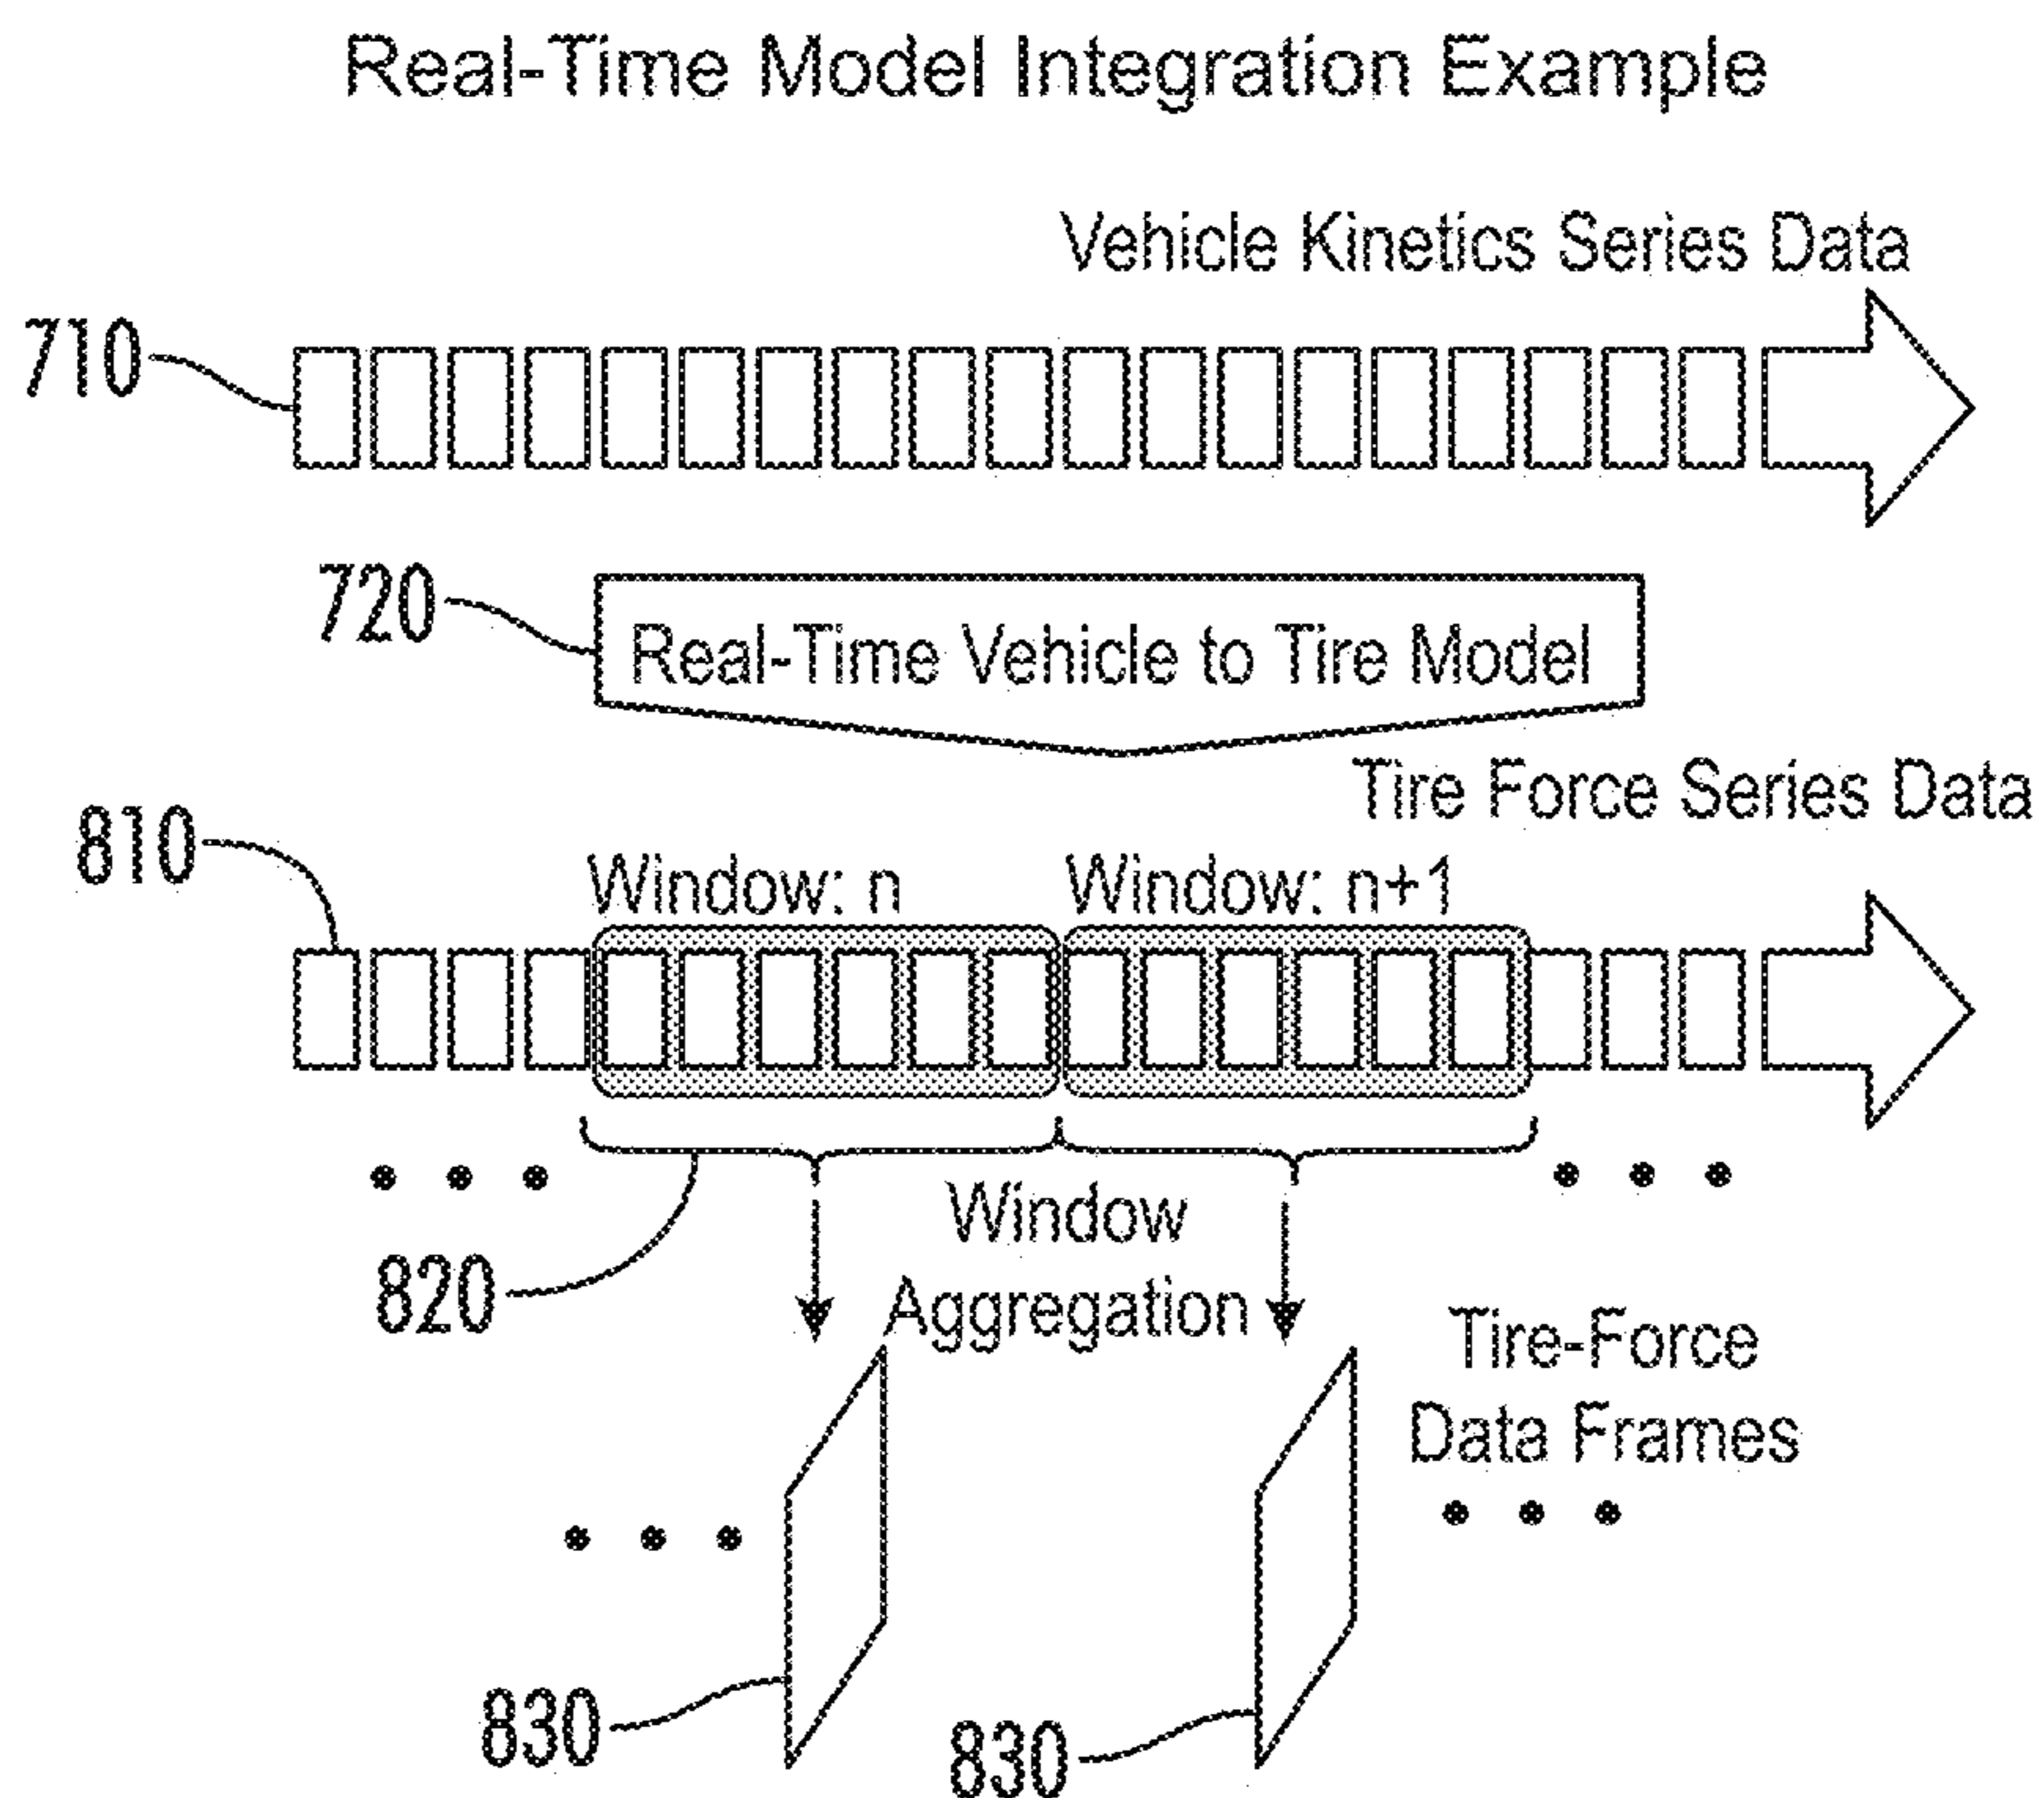 Real-Time Model Integration Example
Vehicle Kinetics Series Data
710
720
Real-Time Vehicle to Tire Model
Tire Force Series Data
810
Window: n
Window: n+1
Window
Aggregation
820
Tire-Force
Data Frames
830
830